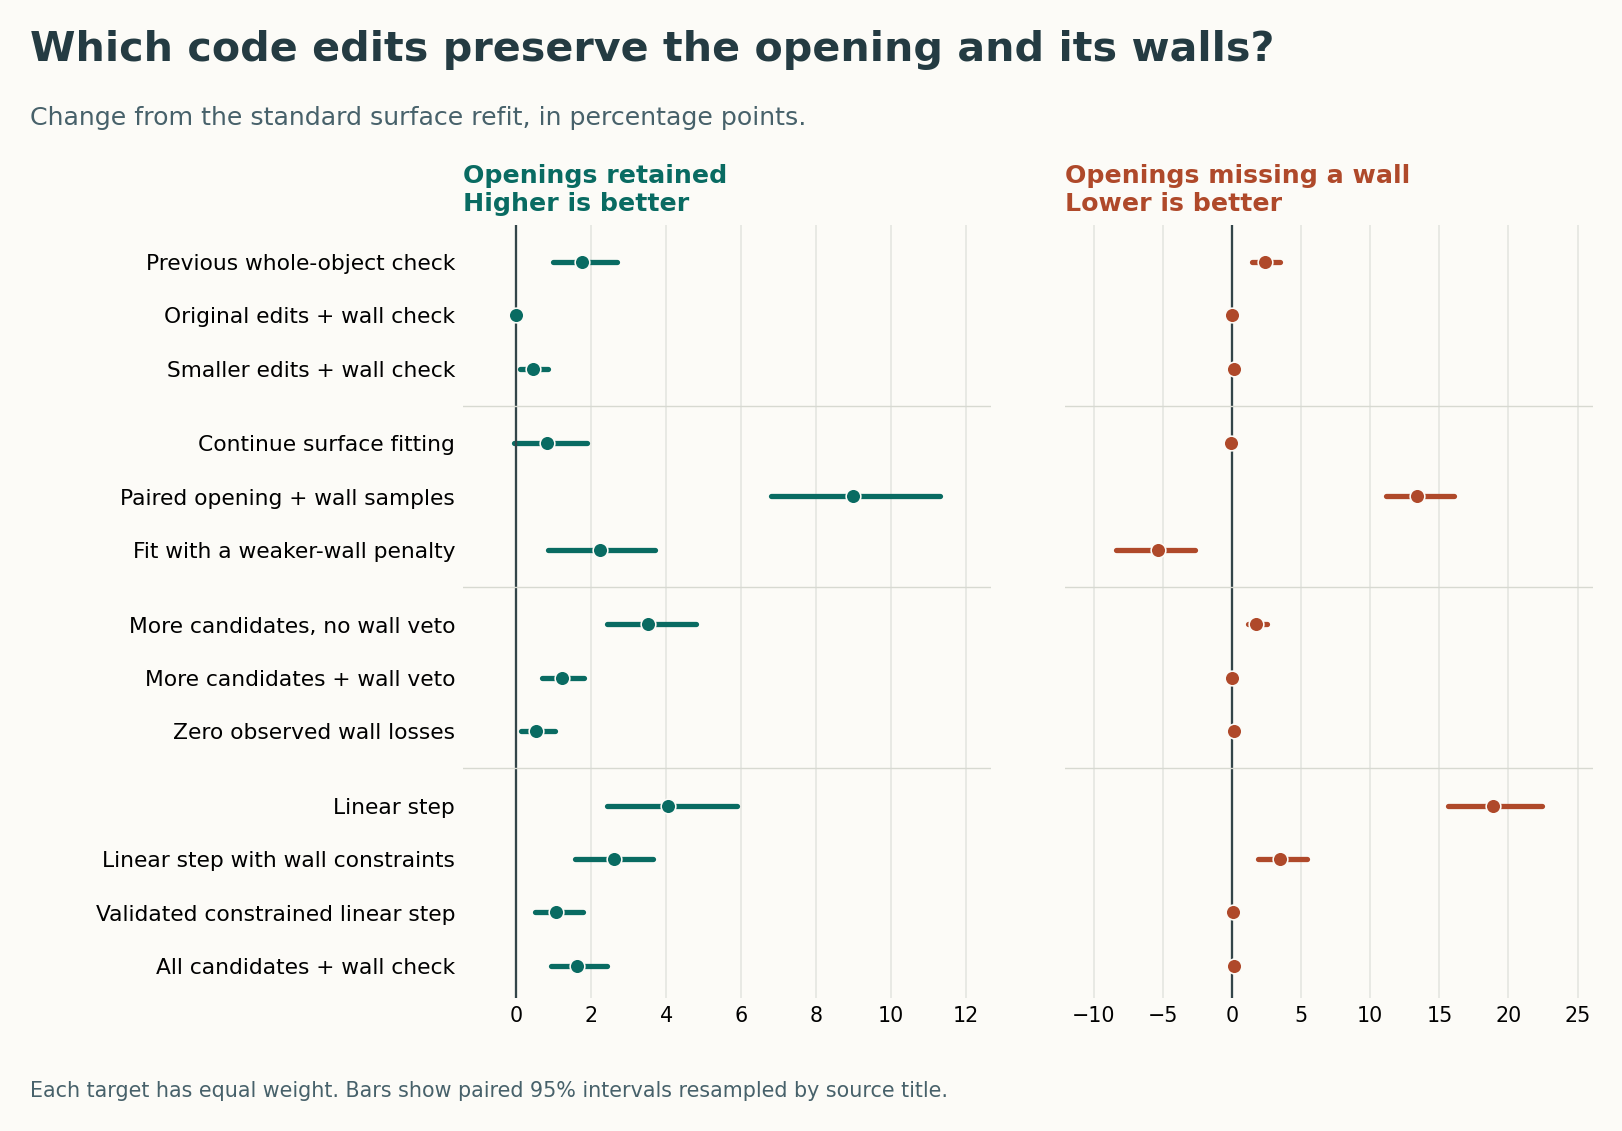 Which code edits preserve the opening and its walls?
Change from the standard surface refit, in percentage points.
Openings retained
Higher is better
Openings missing a wall
Lower is better
Previous whole-object check
Original edits + wall check
Smaller edits + wall check
Continue surface fitting
Paired opening + wall samples
Fit with a weaker-wall penalty
More candidates, no wall veto
More candidates + wall veto
Zero observed wall losses
Linear step
Linear step with wall constraints
Validated constrained linear step
All candidates + wall check
0 2 4 6 8 10 12
−10 −5 0 5 10 15 20 25
Each target has equal weight. Bars show paired 95% intervals resampled by source title.